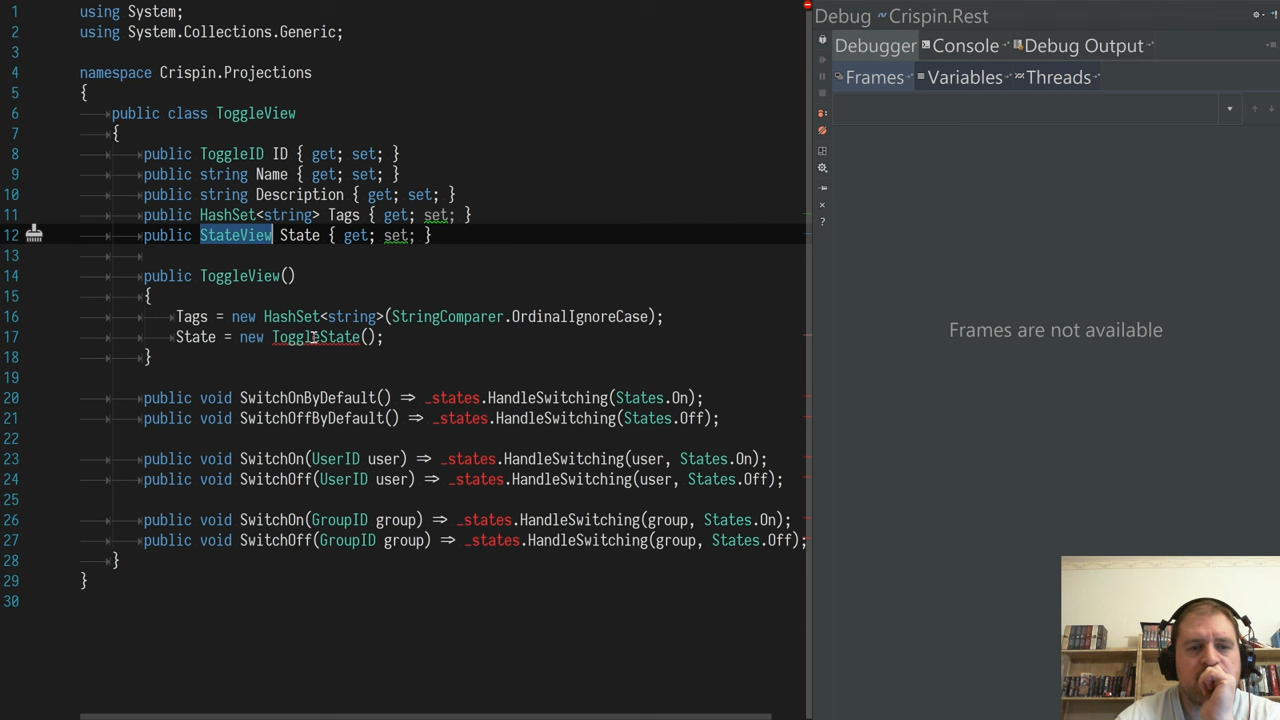 1 using System;
2 using System.Collections.Generic;
3
4 namespace Crispin.Projections
5 {
6 public class ToggleView
7 {
8 public ToggleID ID { get; set; }
9 public string Name { get; set; }
10 public string Description { get; set; }
11 public HashSet<string> Tags { get; set; }
12 public StateView State { get; set; }
13
14 public ToggleView()
15 {
16 Tags = new HashSet<string>(StringComparer.OrdinalIgnoreCase);
17 State = new ToggleState();
18 }
19
20 public void SwitchOnByDefault() => _states.HandleSwitching(States.On);
21 public void SwitchOffByDefault() => _states.HandleSwitching(States.Off);
22
23 public void SwitchOn(UserID user) => _states.HandleSwitching(user, States.On);
24 public void SwitchOff(UserID user) => _states.HandleSwitching(user, States.Off);
25
26 public void SwitchOn(GroupID group) => _states.HandleSwitching(group, States.On);
27 public void SwitchOff(GroupID group) => _states.HandleSwitching(group, States.Off);
28 }
29 }
30
Debug Crispin.Rest
Debugger Console Debug Output
Frames Variables Threads
?
Frames are not available